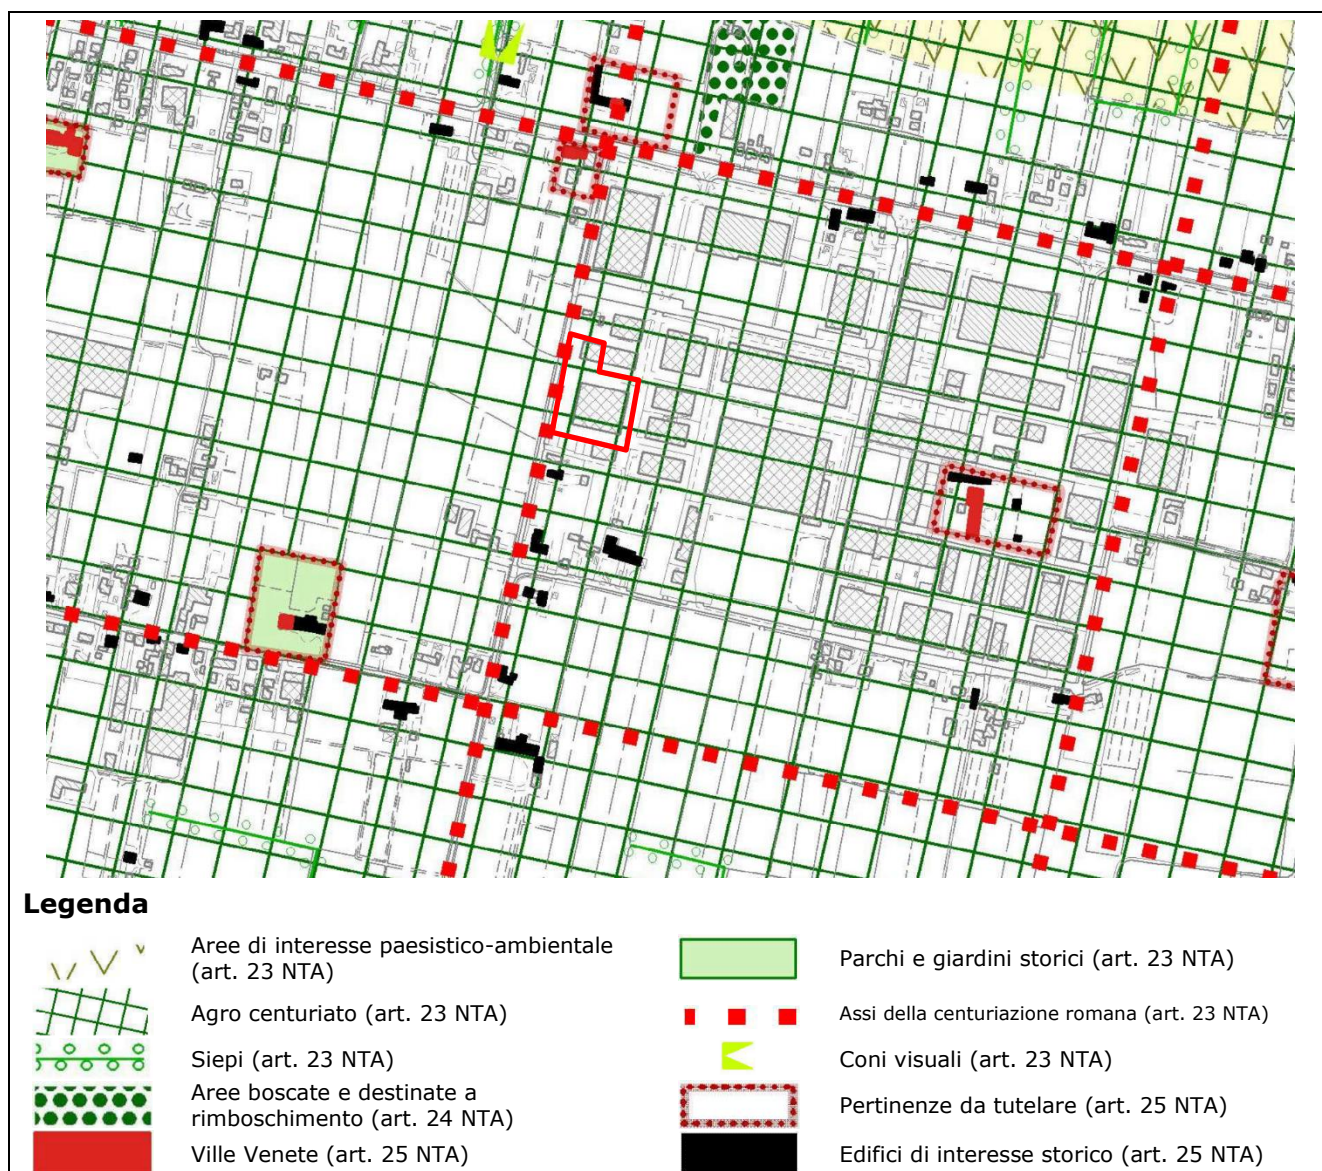 Legenda
Aree di interesse paesistico-ambientale
(art. 23 NTA)
Agro centuriato (art. 23 NTA)
Siepi (art. 23 NTA)
Aree boscate e destinate a
rimboschimento (art. 24 NTA)
Ville Venete (art. 25 NTA)
Parchi e giardini storici (art. 23 NTA)
Assi della centuriazione romana (art. 23 NTA)
Coni visuali (art. 23 NTA)
Pertinenze da tutelare (art. 25 NTA)
Edifici di interesse storico (art. 25 NTA)